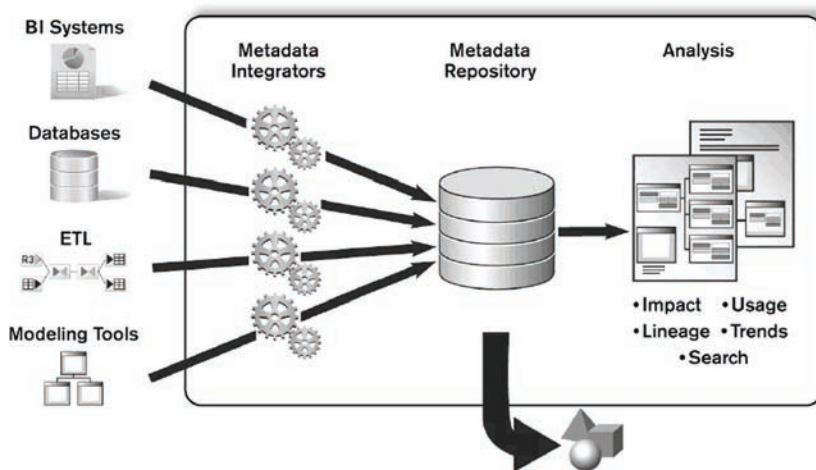 BI Systems
Databases
ETL
R3
Modeling Tools
Metadata
Integrators
Metadata
Repository
Analysis
•Impact •Usage
•Lineage •Trends
•Search